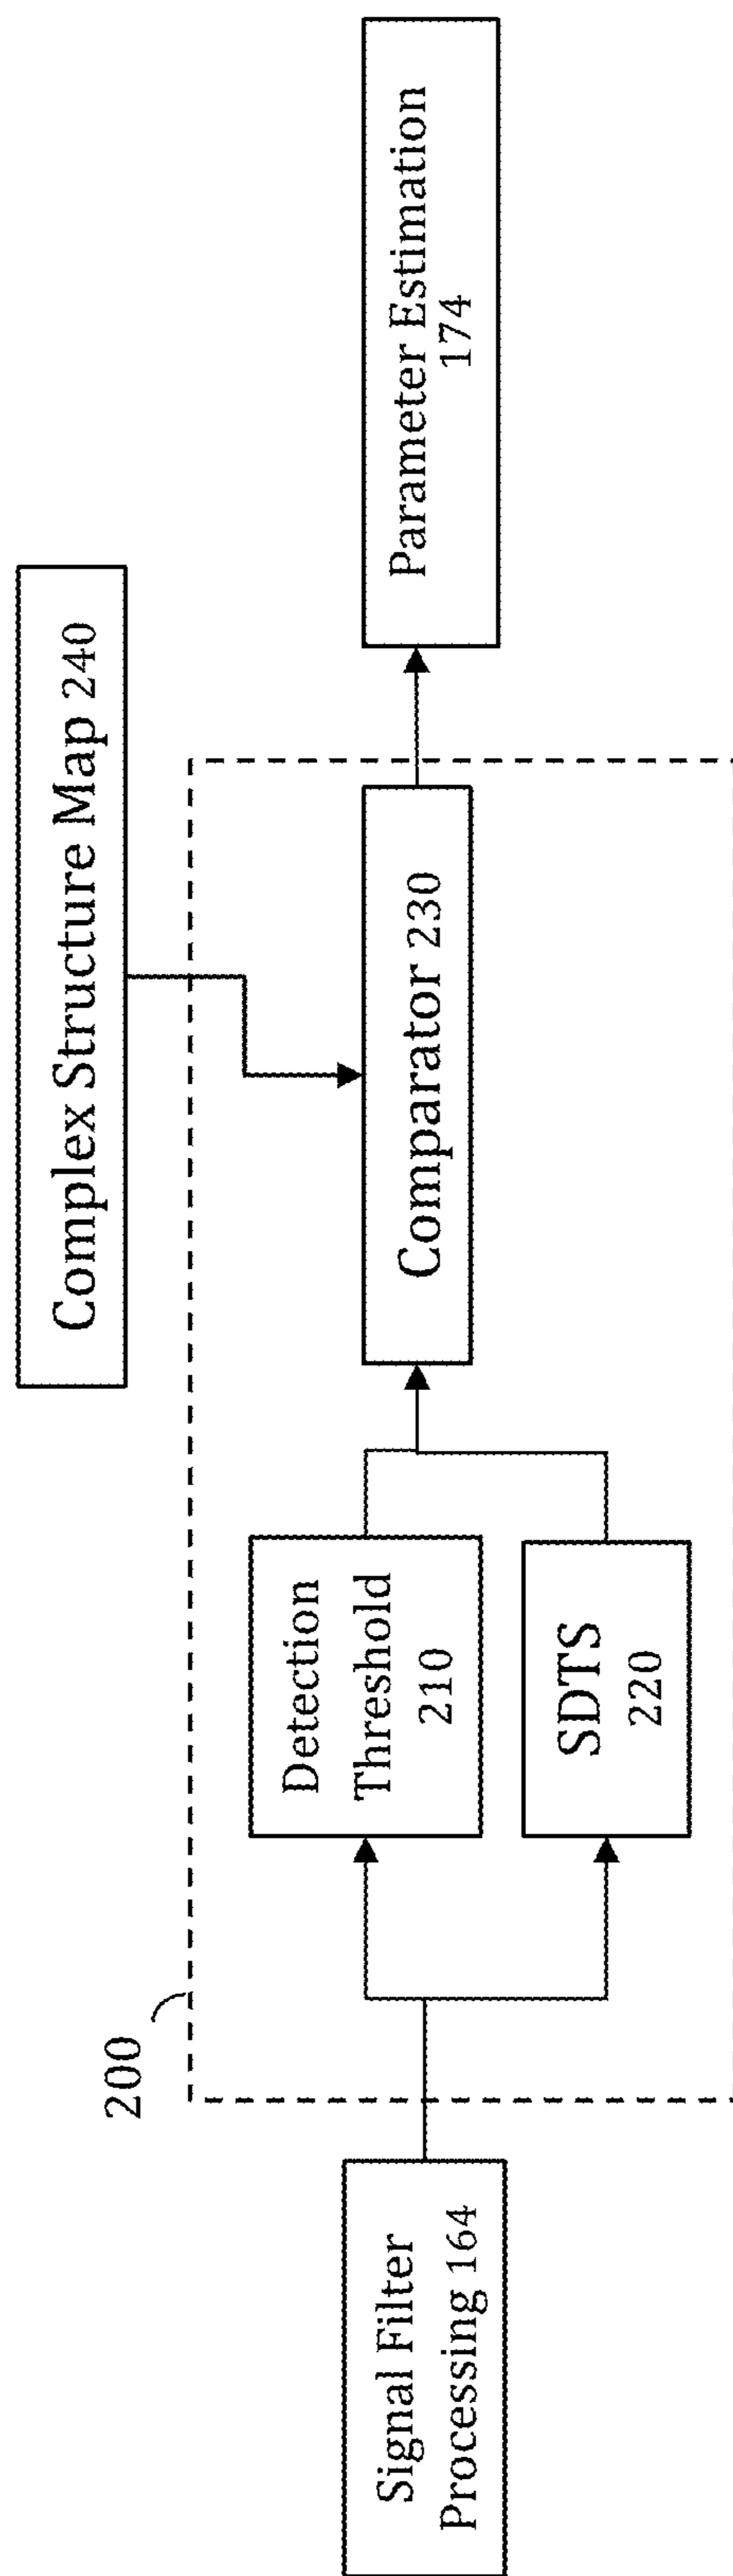 Complex Structure Map 240
200
Signal Filter
Processing 164
Detection
Threshold
210
SDTS
220
Comparator 230
Parameter Estimation
174